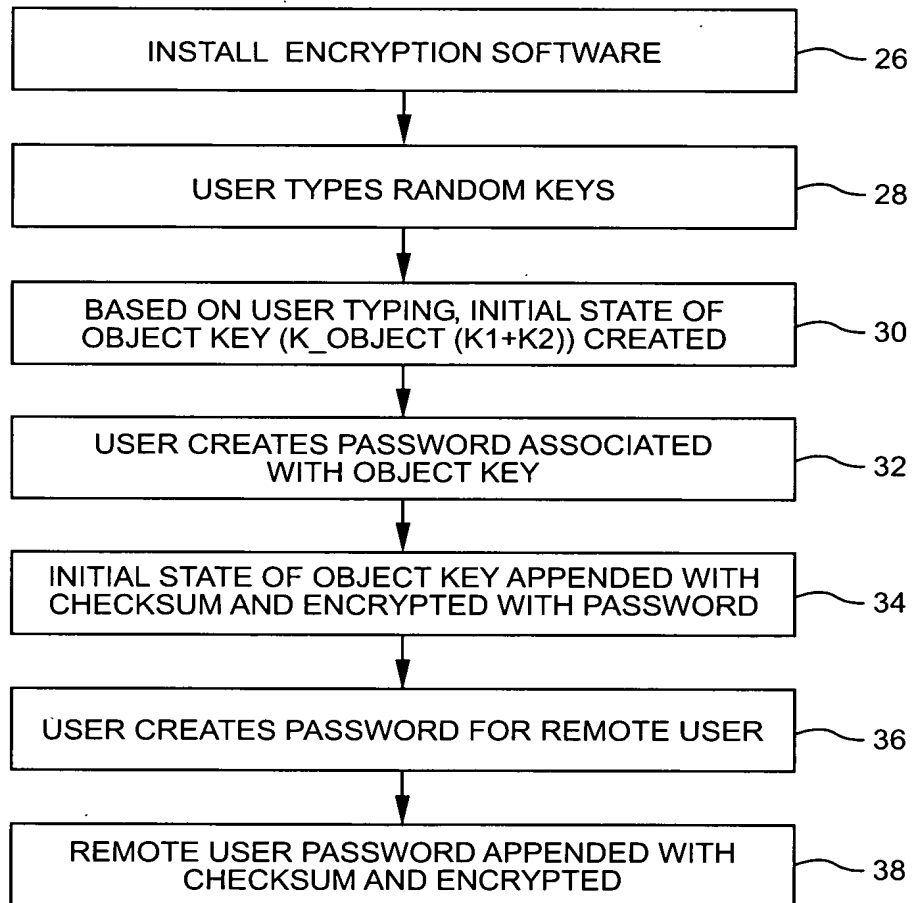 INSTALL ENCRYPTION SOFTWARE
26
USER TYPES RANDOM KEYS
28
BASED ON USER TYPING, INITIAL STATE OF
OBJECT KEY (K_OBJECT (K1+K2)) CREATED
30
USER CREATES PASSWORD ASSOCIATED
WITH OBJECT KEY
32
INITIAL STATE OF OBJECT KEY APPENDED WITH
CHECKSUM AND ENCRYPTED WITH PASSWORD
34
USER CREATES PASSWORD FOR REMOTE USER
36
REMOTE USER PASSWORD APPENDED WITH
CHECKSUM AND ENCRYPTED
38